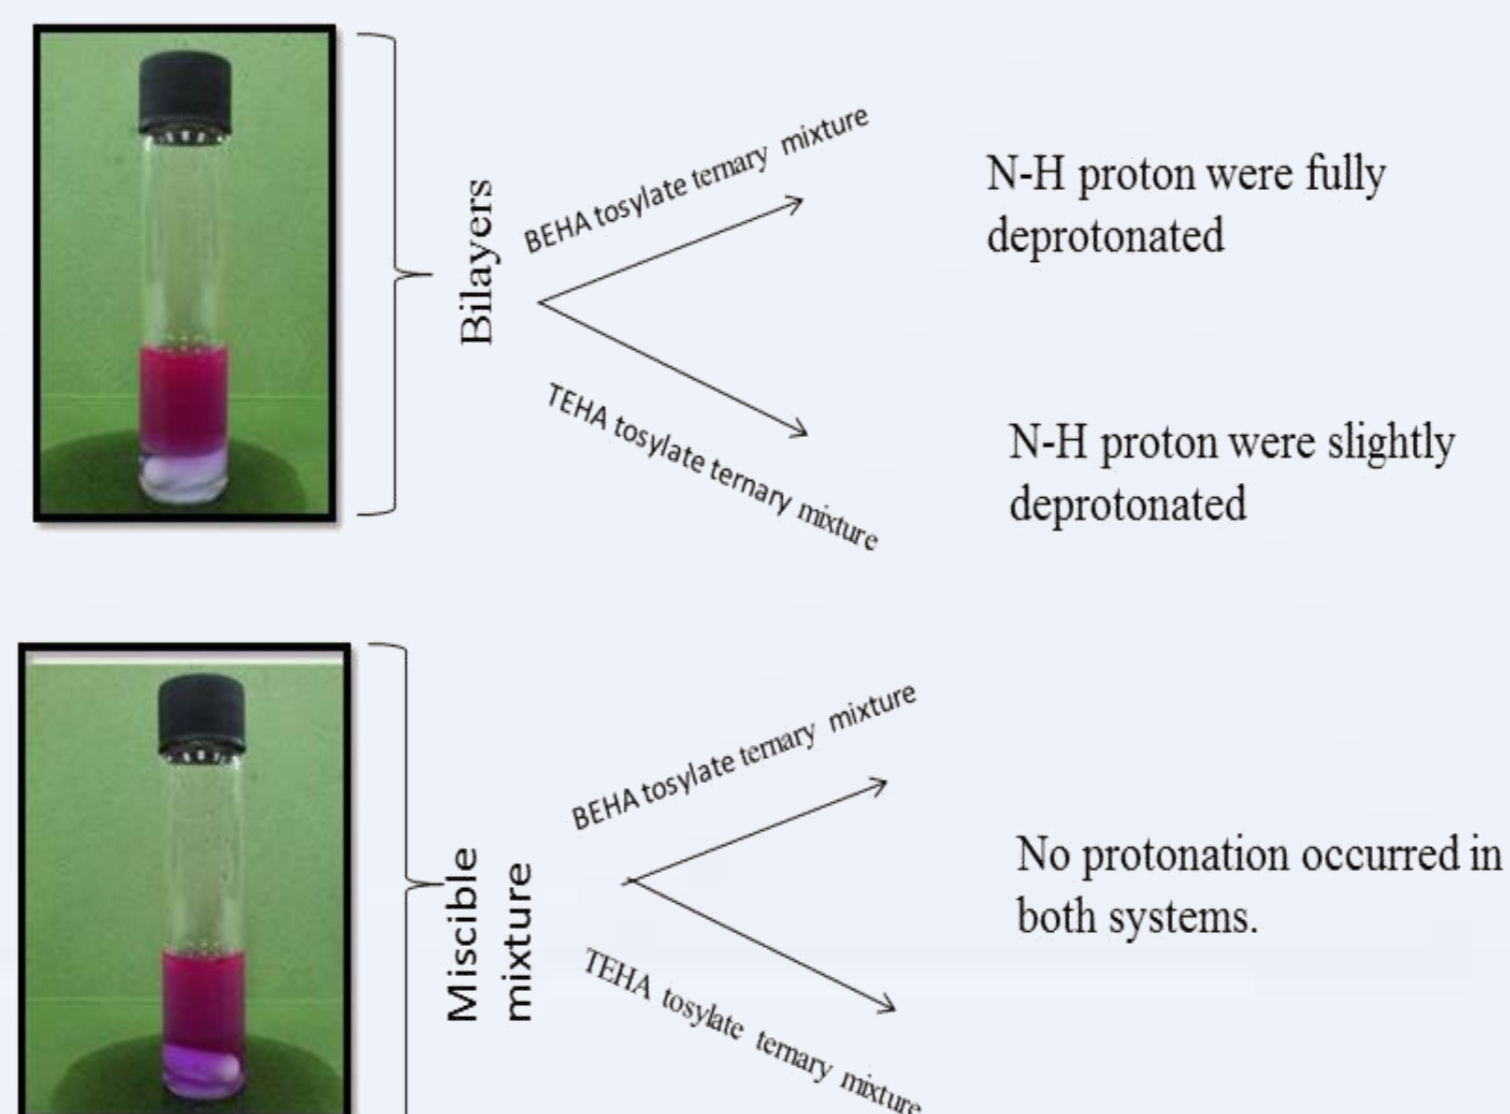 Bilayers
BEHA tosylate ternary mixture
N-H proton were fully
deprotonated
TEHA tosylate ternary mixture
N-H proton were slightly
deprotonated
Miscible
mixture
BEHA tosylate ternary mixture
No protonation occurred in
both systems.
TEHA tosylate ternary mixture